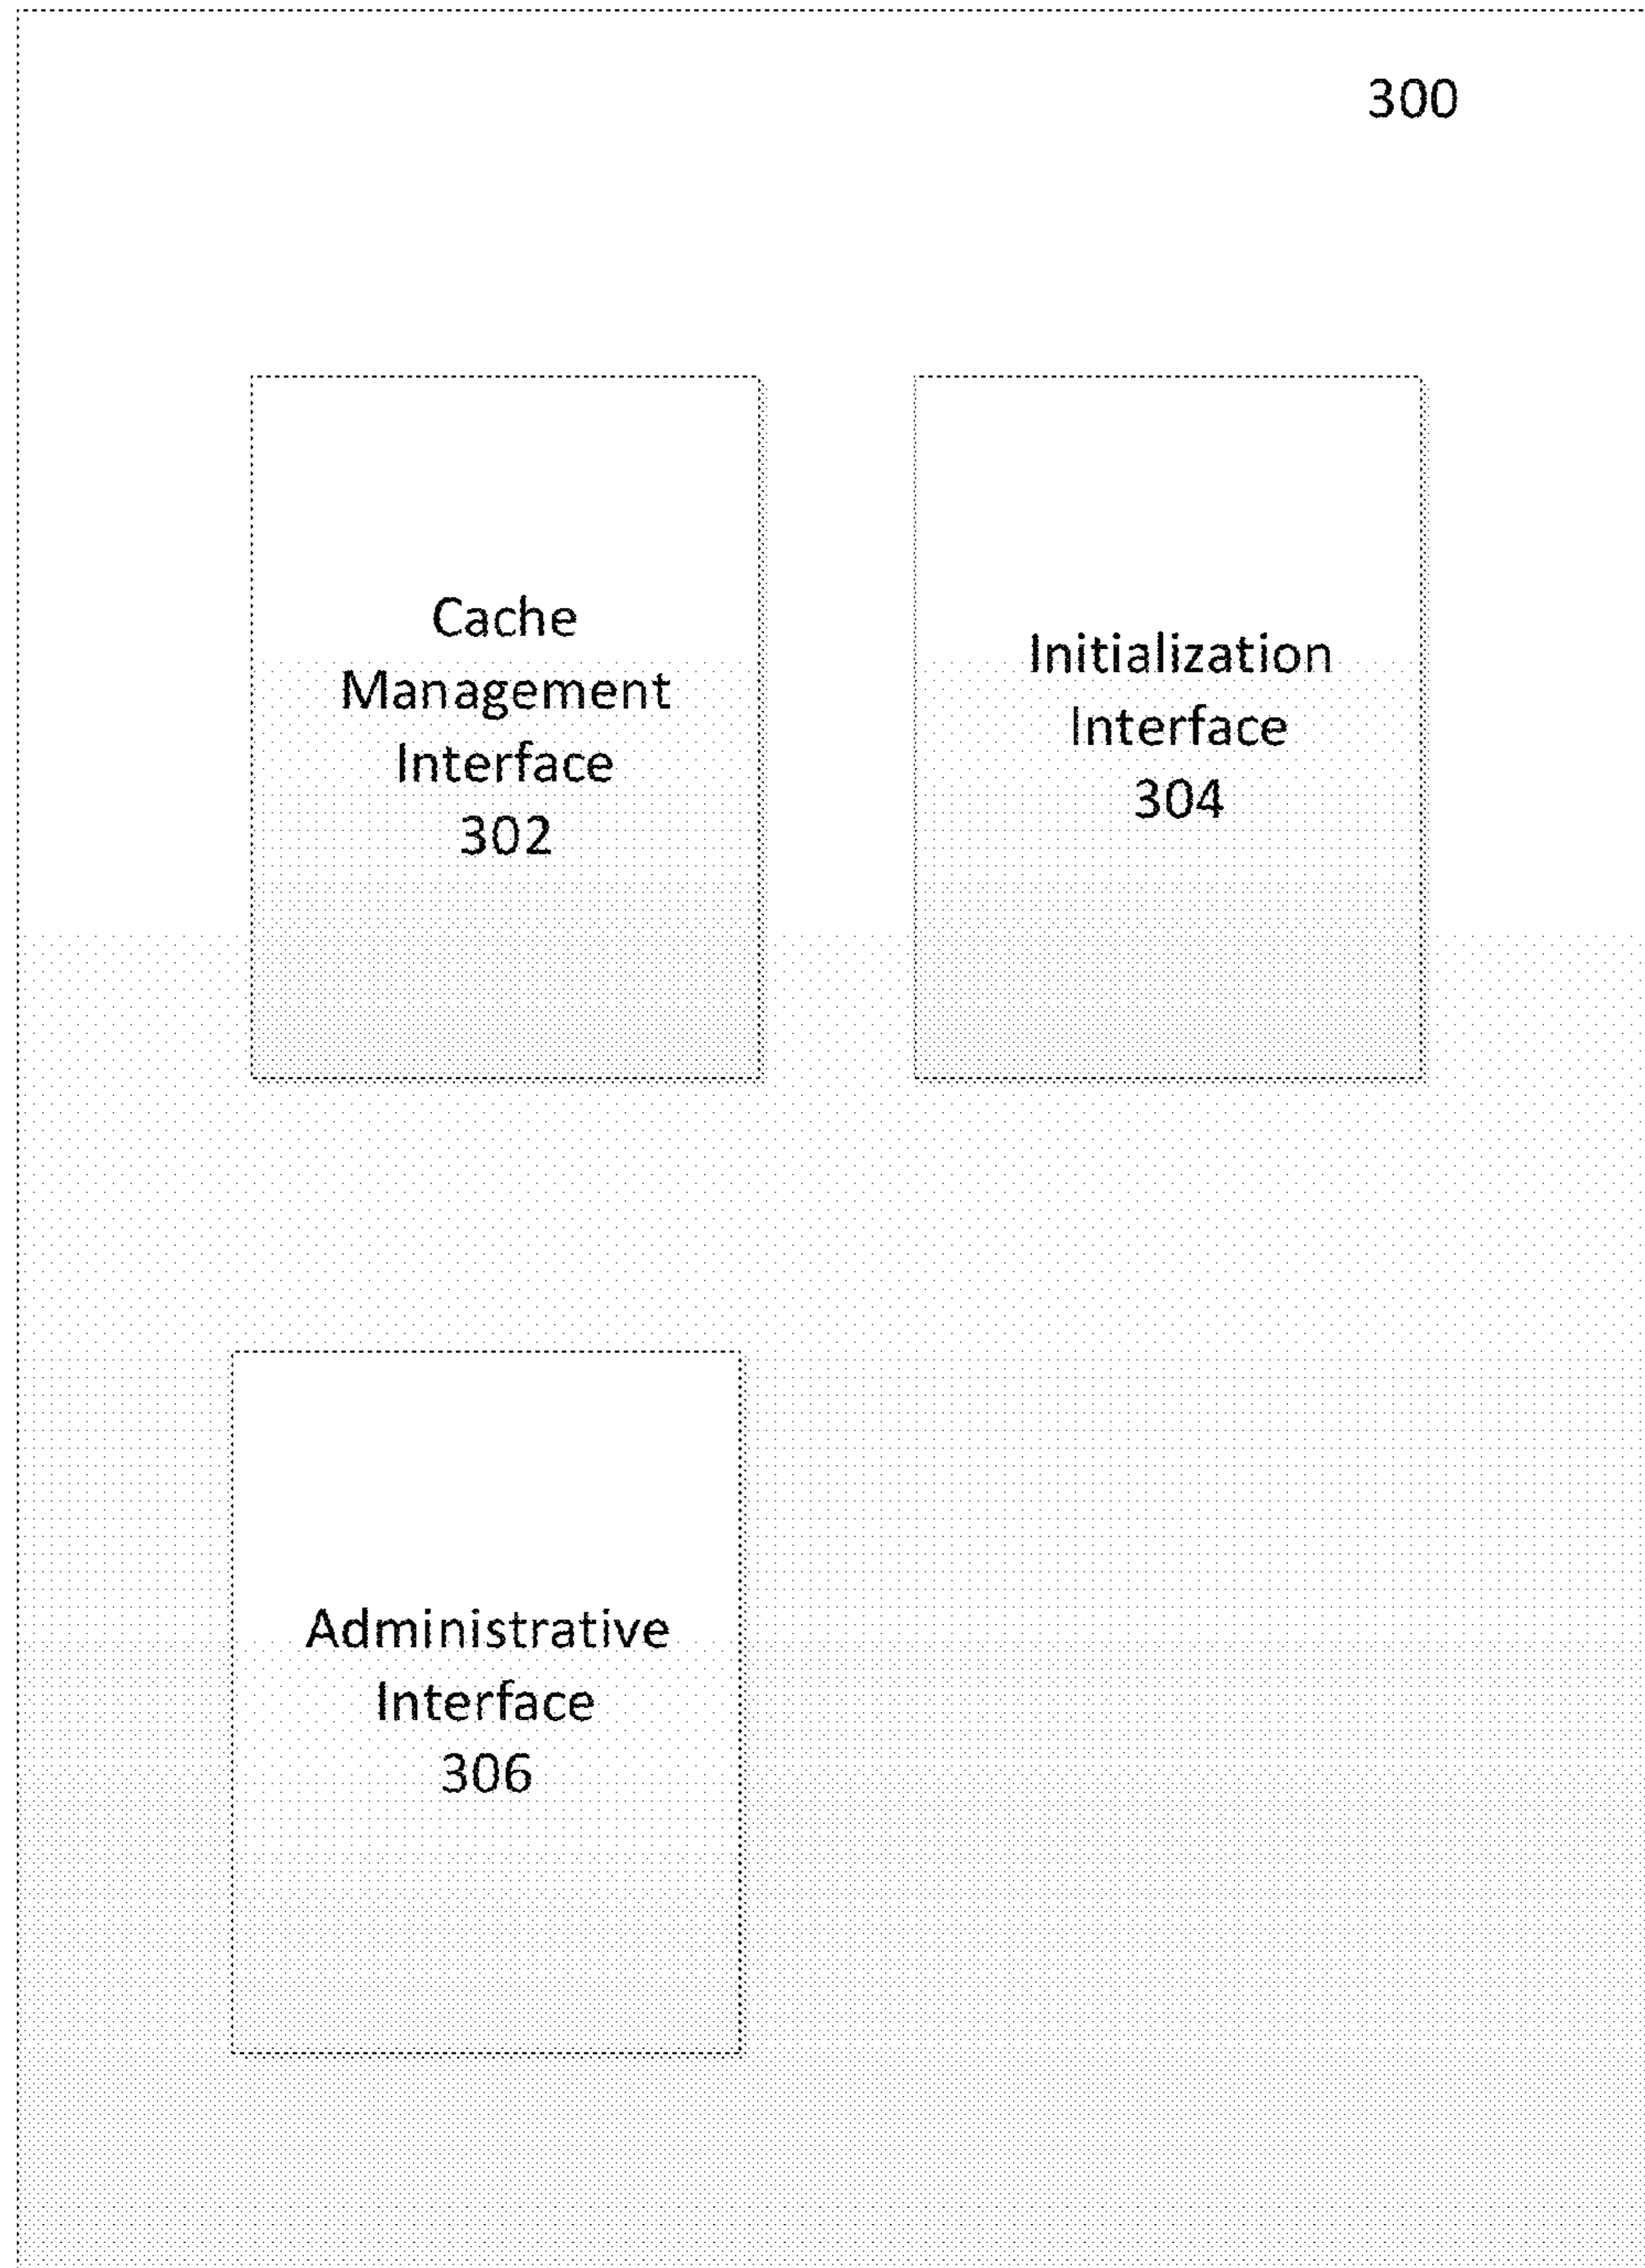 300
Cache
Management
Interface
302
Initialization
Interface
304
Administrative
Interface
306